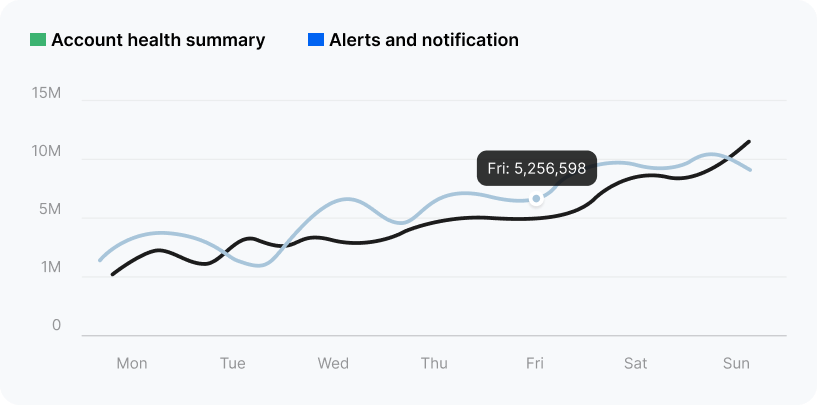 Account health summary
Alerts and notification
15M
10M
5M
1M
0
Fri: 5,256,598
Mon
Tue
Wed
Thu
Fri
Sat
Sun